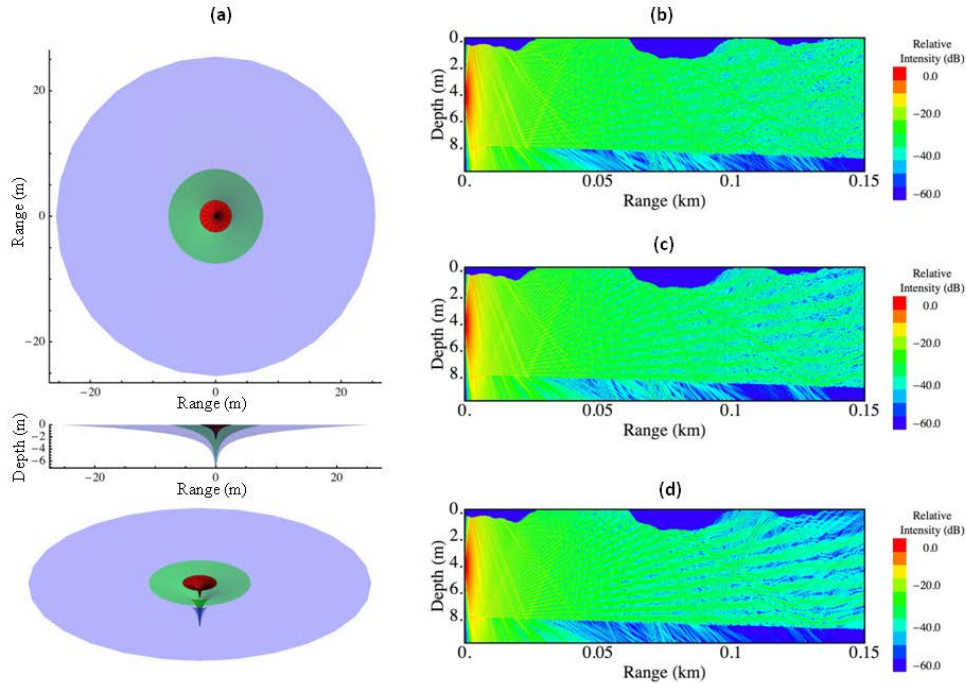 (a)
20
0
−20
Range (m)
−20
0
20
Range (m)
0
−2
−4
−6
Depth (m)
−20
0
20
Range (m)
(b)
0.
2.
4.
6.
8.
Depth (m)
0.
0.05
0.1
0.15
Range (km)
Relative
Intensity (dB)
0.0
−20.0
−40.0
−60.0
(c)
0.
2.
4.
6.
8.
Depth (m)
0.
0.05
0.1
0.15
Range (km)
Relative
Intensity (dB)
0.0
−20.0
−40.0
−60.0
(d)
0.
2.
4.
6.
8.
Depth (m)
0.
0.05
0.1
0.15
Range (km)
Relative
Intensity (dB)
0.0
−20.0
−40.0
−60.0